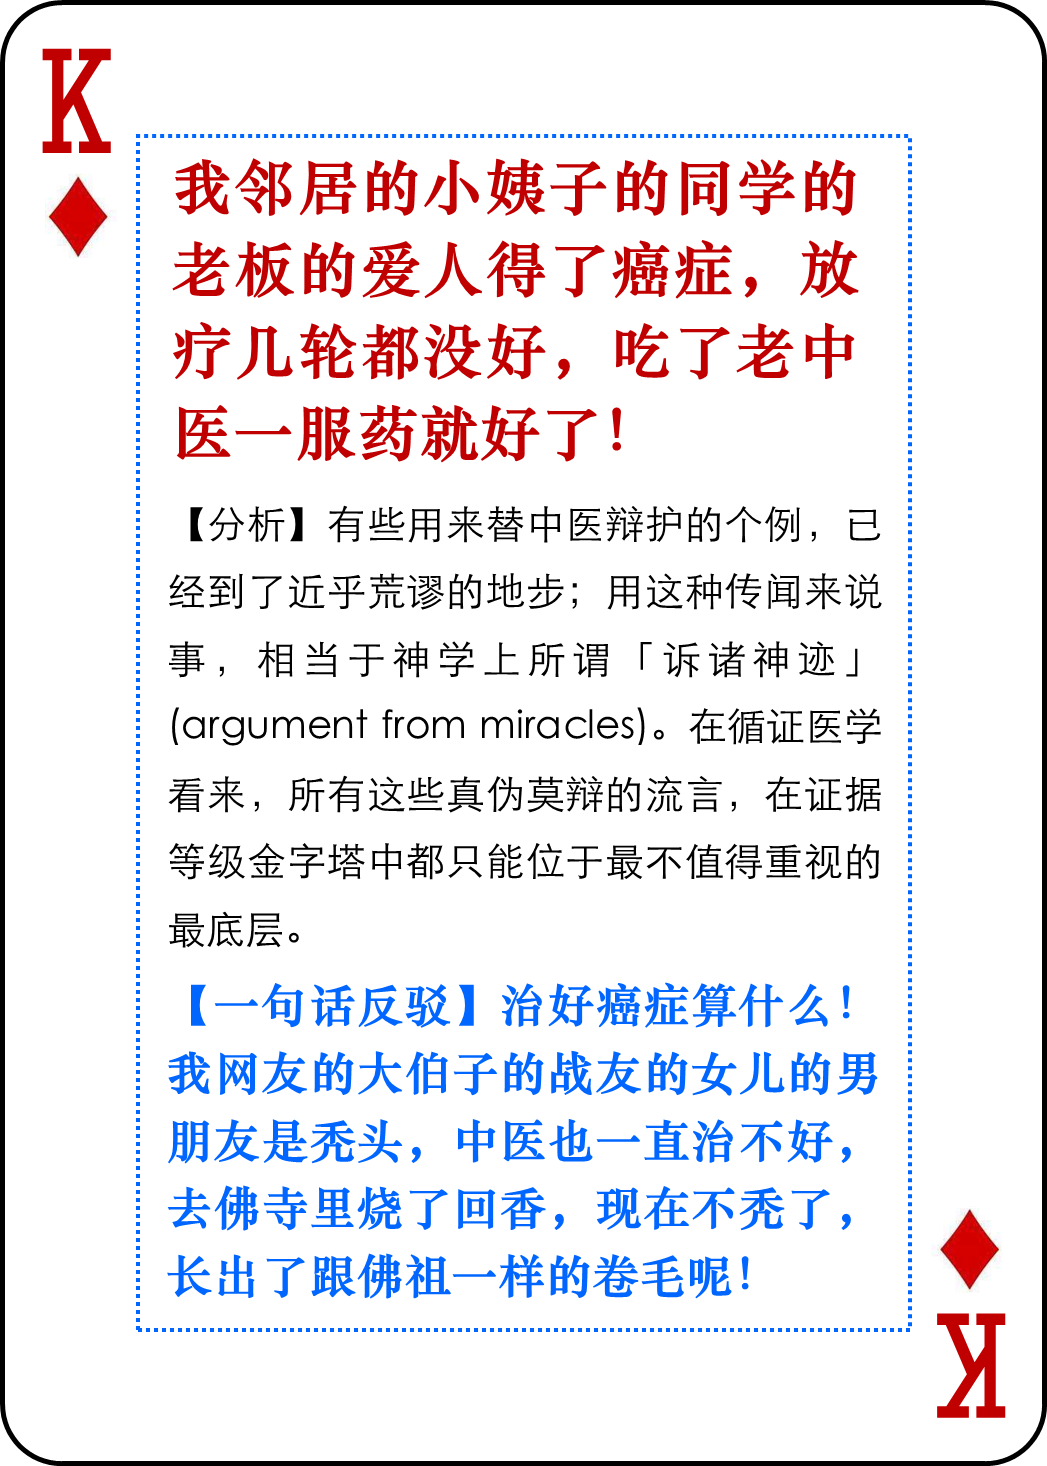 K
我邻居的小姨子的同学的
老板的爱人得了癌症，放
疗几轮都没好，吃了老中
医一服药就好了！
【分析】有些用来替中医辩护的个例，已
经到了近乎荒谬的地步；用这种传闻来说
事，相当于神学上所谓「诉诸神迹」
(argument from miracles)。在循证医学
看来，所有这些真伪莫辩的流言，在证据
等级金字塔中都只能位于最不值得重视的
最底层。
【一句话反驳】治好癌症算什么！
我网友的大伯子的战友的女儿的男
朋友是秃头，中医也一直治不好，
去佛寺里烧了回香，现在不秃了，
长出了跟佛祖一样的卷毛呢！
K